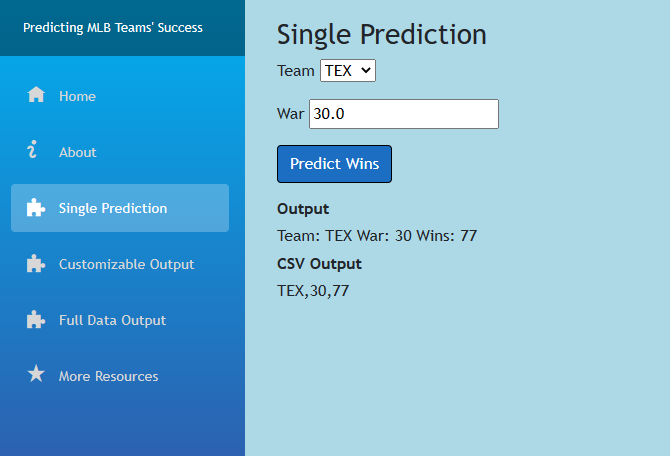 Predicting MLB Teams' Success
Home
About
Single Prediction
Customizable Output
Full Data Output
More Resources
Single Prediction
Team TEX
War 30.0
Predict Wins
Output
Team: TEX War: 30 Wins: 77
CSV Output
TEX,30,77